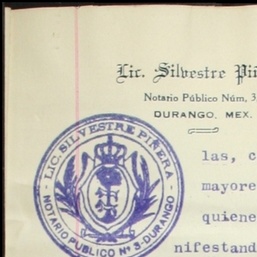 Lic. Silvestre
Notario Público Núm, 3
DURANGO, MEX.
LIC. SILVESTRE PIÑERA
NOTARIO PUBLICO Nº 3-DURANGO
las, c
mayore
quiene
nifestand